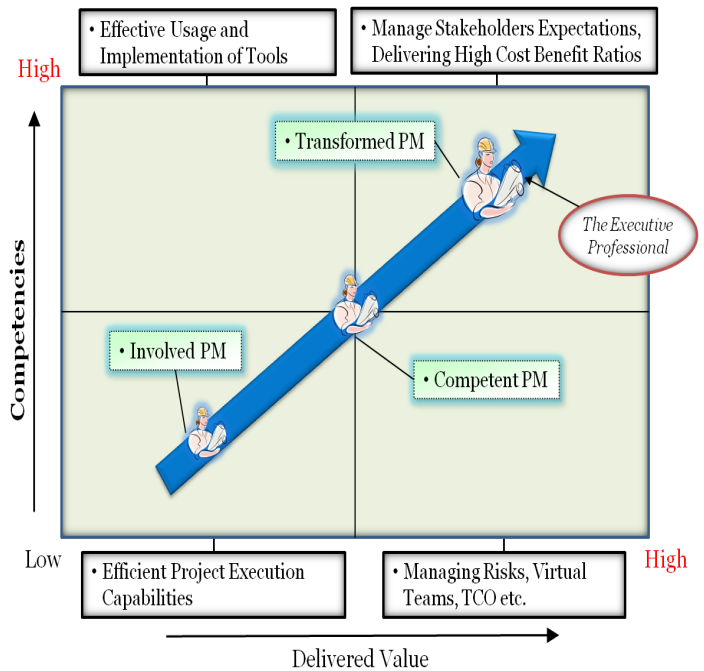 • Effective Usage and
Implementation of Tools
• Manage Stakeholders Expectations,
Delivering High Cost Benefit Ratios
High
• Transformed PM
The Executive
Professional
Competencies
• Involved PM
• Competent PM
Low
• Efficient Project Execution
Capabilities
• Managing Risks, Virtual
Teams, TCO etc.
High
Delivered Value